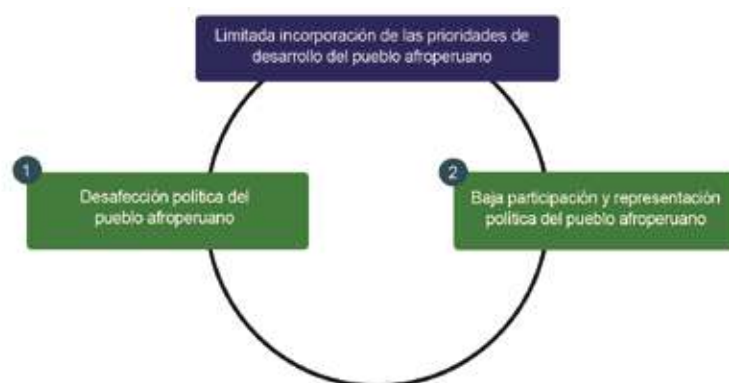 Limitada incorporación de las prioridades de
desarrollo del pueblo afroperuano
1
Desafección política del
pueblo afroperuano
2
Baja participación y representación
política del pueblo afroperuano